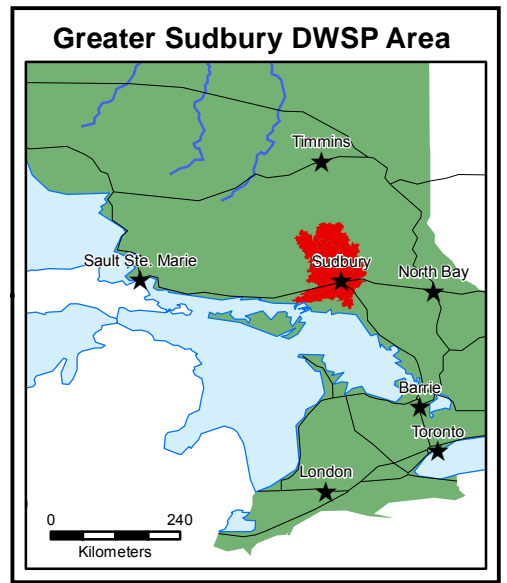 Greater Sudbury DWSP Area
Timmins
Sault Ste. Marie
Sudbury
North Bay
Barrie
Toronto
London
0 240
Kilometers